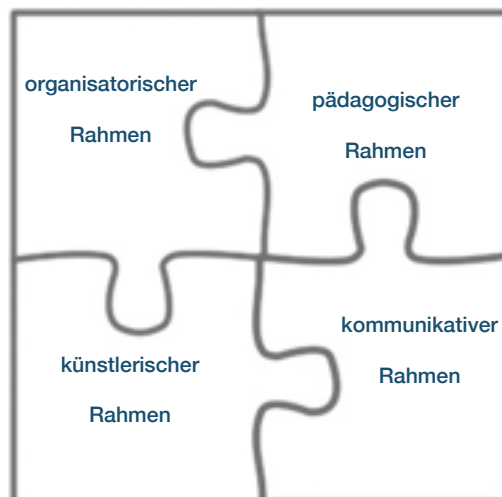 organisatorischer
Rahmen
pädagogischer
Rahmen
künstlerischer
Rahmen
kommunikativer
Rahmen